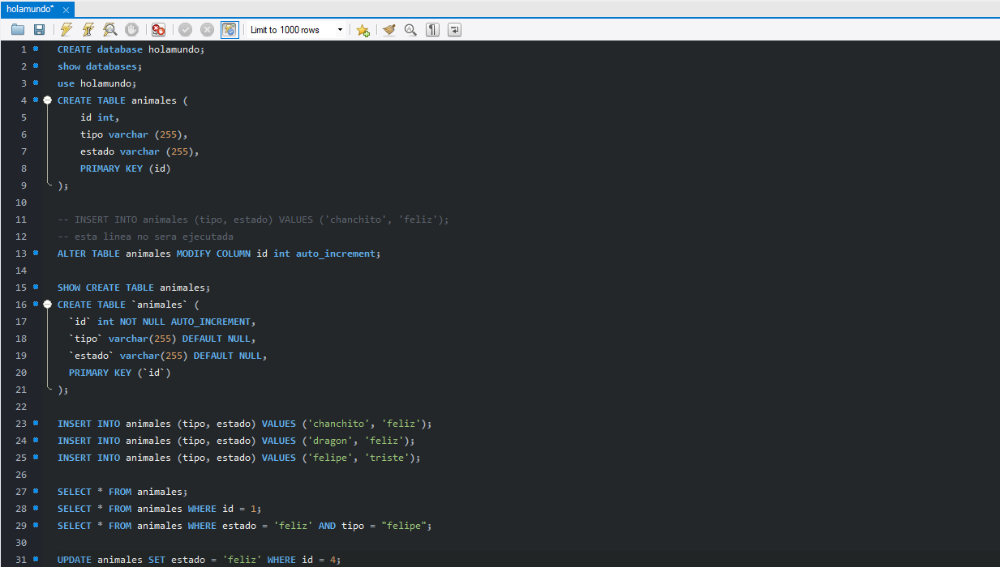 holamundo*
Limit to 1000 rows
1 CREATE database holamundo;
2 show databases;
3 use holamundo;
4 CREATE TABLE animales (
5 id int,
6 tipo varchar (255),
7 estado varchar (255),
8 PRIMARY KEY (id)
9 );
10
11 -- INSERT INTO animales (tipo, estado) VALUES ('chanchito', 'feliz');
12 -- esta linea no sera ejecutada
13 ALTER TABLE animales MODIFY COLUMN id int auto_increment;
14
15 SHOW CREATE TABLE animales;
16 CREATE TABLE `animales` (
17 `id` int NOT NULL AUTO_INCREMENT,
18 `tipo` varchar(255) DEFAULT NULL,
19 `estado` varchar(255) DEFAULT NULL,
20 PRIMARY KEY (`id`)
21 );
22
23 INSERT INTO animales (tipo, estado) VALUES ('chanchito', 'feliz');
24 INSERT INTO animales (tipo, estado) VALUES ('dragon', 'feliz');
25 INSERT INTO animales (tipo, estado) VALUES ('felipe', 'triste');
26
27 SELECT * FROM animales;
28 SELECT * FROM animales WHERE id = 1;
29 SELECT * FROM animales WHERE estado = 'feliz' AND tipo = "felipe";
30
31 UPDATE animales SET estado = 'feliz' WHERE id = 4;